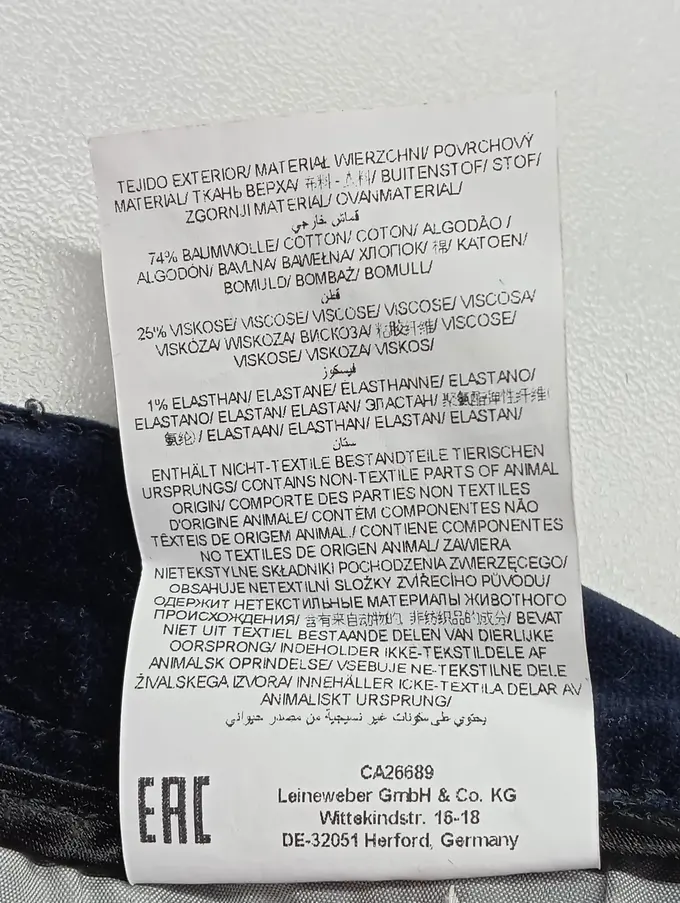 TEJIDO EXTERIOR/ MATERIAŁ WIERZCHNI/ POVRCHOVÝ
MATERIAL/ ТКАНЬ ВЕРХА/ 布料 - 面料/ BUITENSTOF/ STOF/
ZGORNJI MATERIAL/ OVANMATERIAL/
قماش خارجي
74% BAUMWOLLE/ COTTON/ COTON/ ALGODÃO /
ALGODÓN/ BAVLNA/ BAWEŁNA/ ХЛОПОК/ 棉/ KATOEN/
BOMULD/ BOMBAŽ/ BOMULL/
قطن
25% VISKOSE/ VISCOSE/ VISCOSE/ VISCOSE/ VISCOSA/
VISKÓZA/ WISKOZA/ ВИСКОЗА/ 粘胶纤维/ VISCOSE/
VISKOSE/ VISKOZA/ VISKOS/
فيسكوز
1% ELASTHAN/ ELASTANE/ ELASTHANNE/ ELASTANO/
ELASTANO/ ELASTAN/ ELASTAN/ ЭЛАСТАН/ 聚氨酯弹性纤维(
氨纶) / ELASTAAN/ ELASTHAN/ ELASTAN/ ELASTAN/
ستان
ENTHÄLT NICHT-TEXTILE BESTANDTEILE TIERISCHEN
URSPRUNGS/ CONTAINS NON-TEXTILE PARTS OF ANIMAL
ORIGIN/ COMPORTE DES PARTIES NON TEXTILES
D'ORIGINE ANIMALE/ CONTÉM COMPONENTES NÃO
TÊXTEIS DE ORIGEM ANIMAL./ CONTIENE COMPONENTES
NO TEXTILES DE ORIGEN ANIMAL/ ZAWIERA
NIETEKSTYLNE SKŁADNIKI POCHODZENIA ZWIERZĘCEGO/
OBSAHUJE NETEXTILNÍ SLOŽKY ZVÍŘECÍHO PŮVODU/
ОДЕРЖИТ НЕТЕКСТИЛЬНЫЕ МАТЕРИАЛЫ ЖИВОТНОГО
ПРОИСХОЖДЕНИЯ/ 含有来自动物的 非纺织品的成分/ BEVAT
NIET UIT TEXTIEL BESTAANDE DELEN VAN DIERLIJKE
OORSPRONG/ INDEHOLDER IKKE-TEKSTILDELE AF
ANIMALSK OPRINDELSE/ VSEBUJE NE-TEKSTILNE DELE
ŽIVALSKEGA IZVORA/ INNEHÅLLER ICKE-TEXTILA DELAR AV
ANIMALISKT URSPRUNG/
يحتوي على مكونات غير نسيجية من مصدر حيواني
EAC
CA26689
Leineweber GmbH & Co. KG
Wittekindstr. 16-18
DE-32051 Herford, Germany